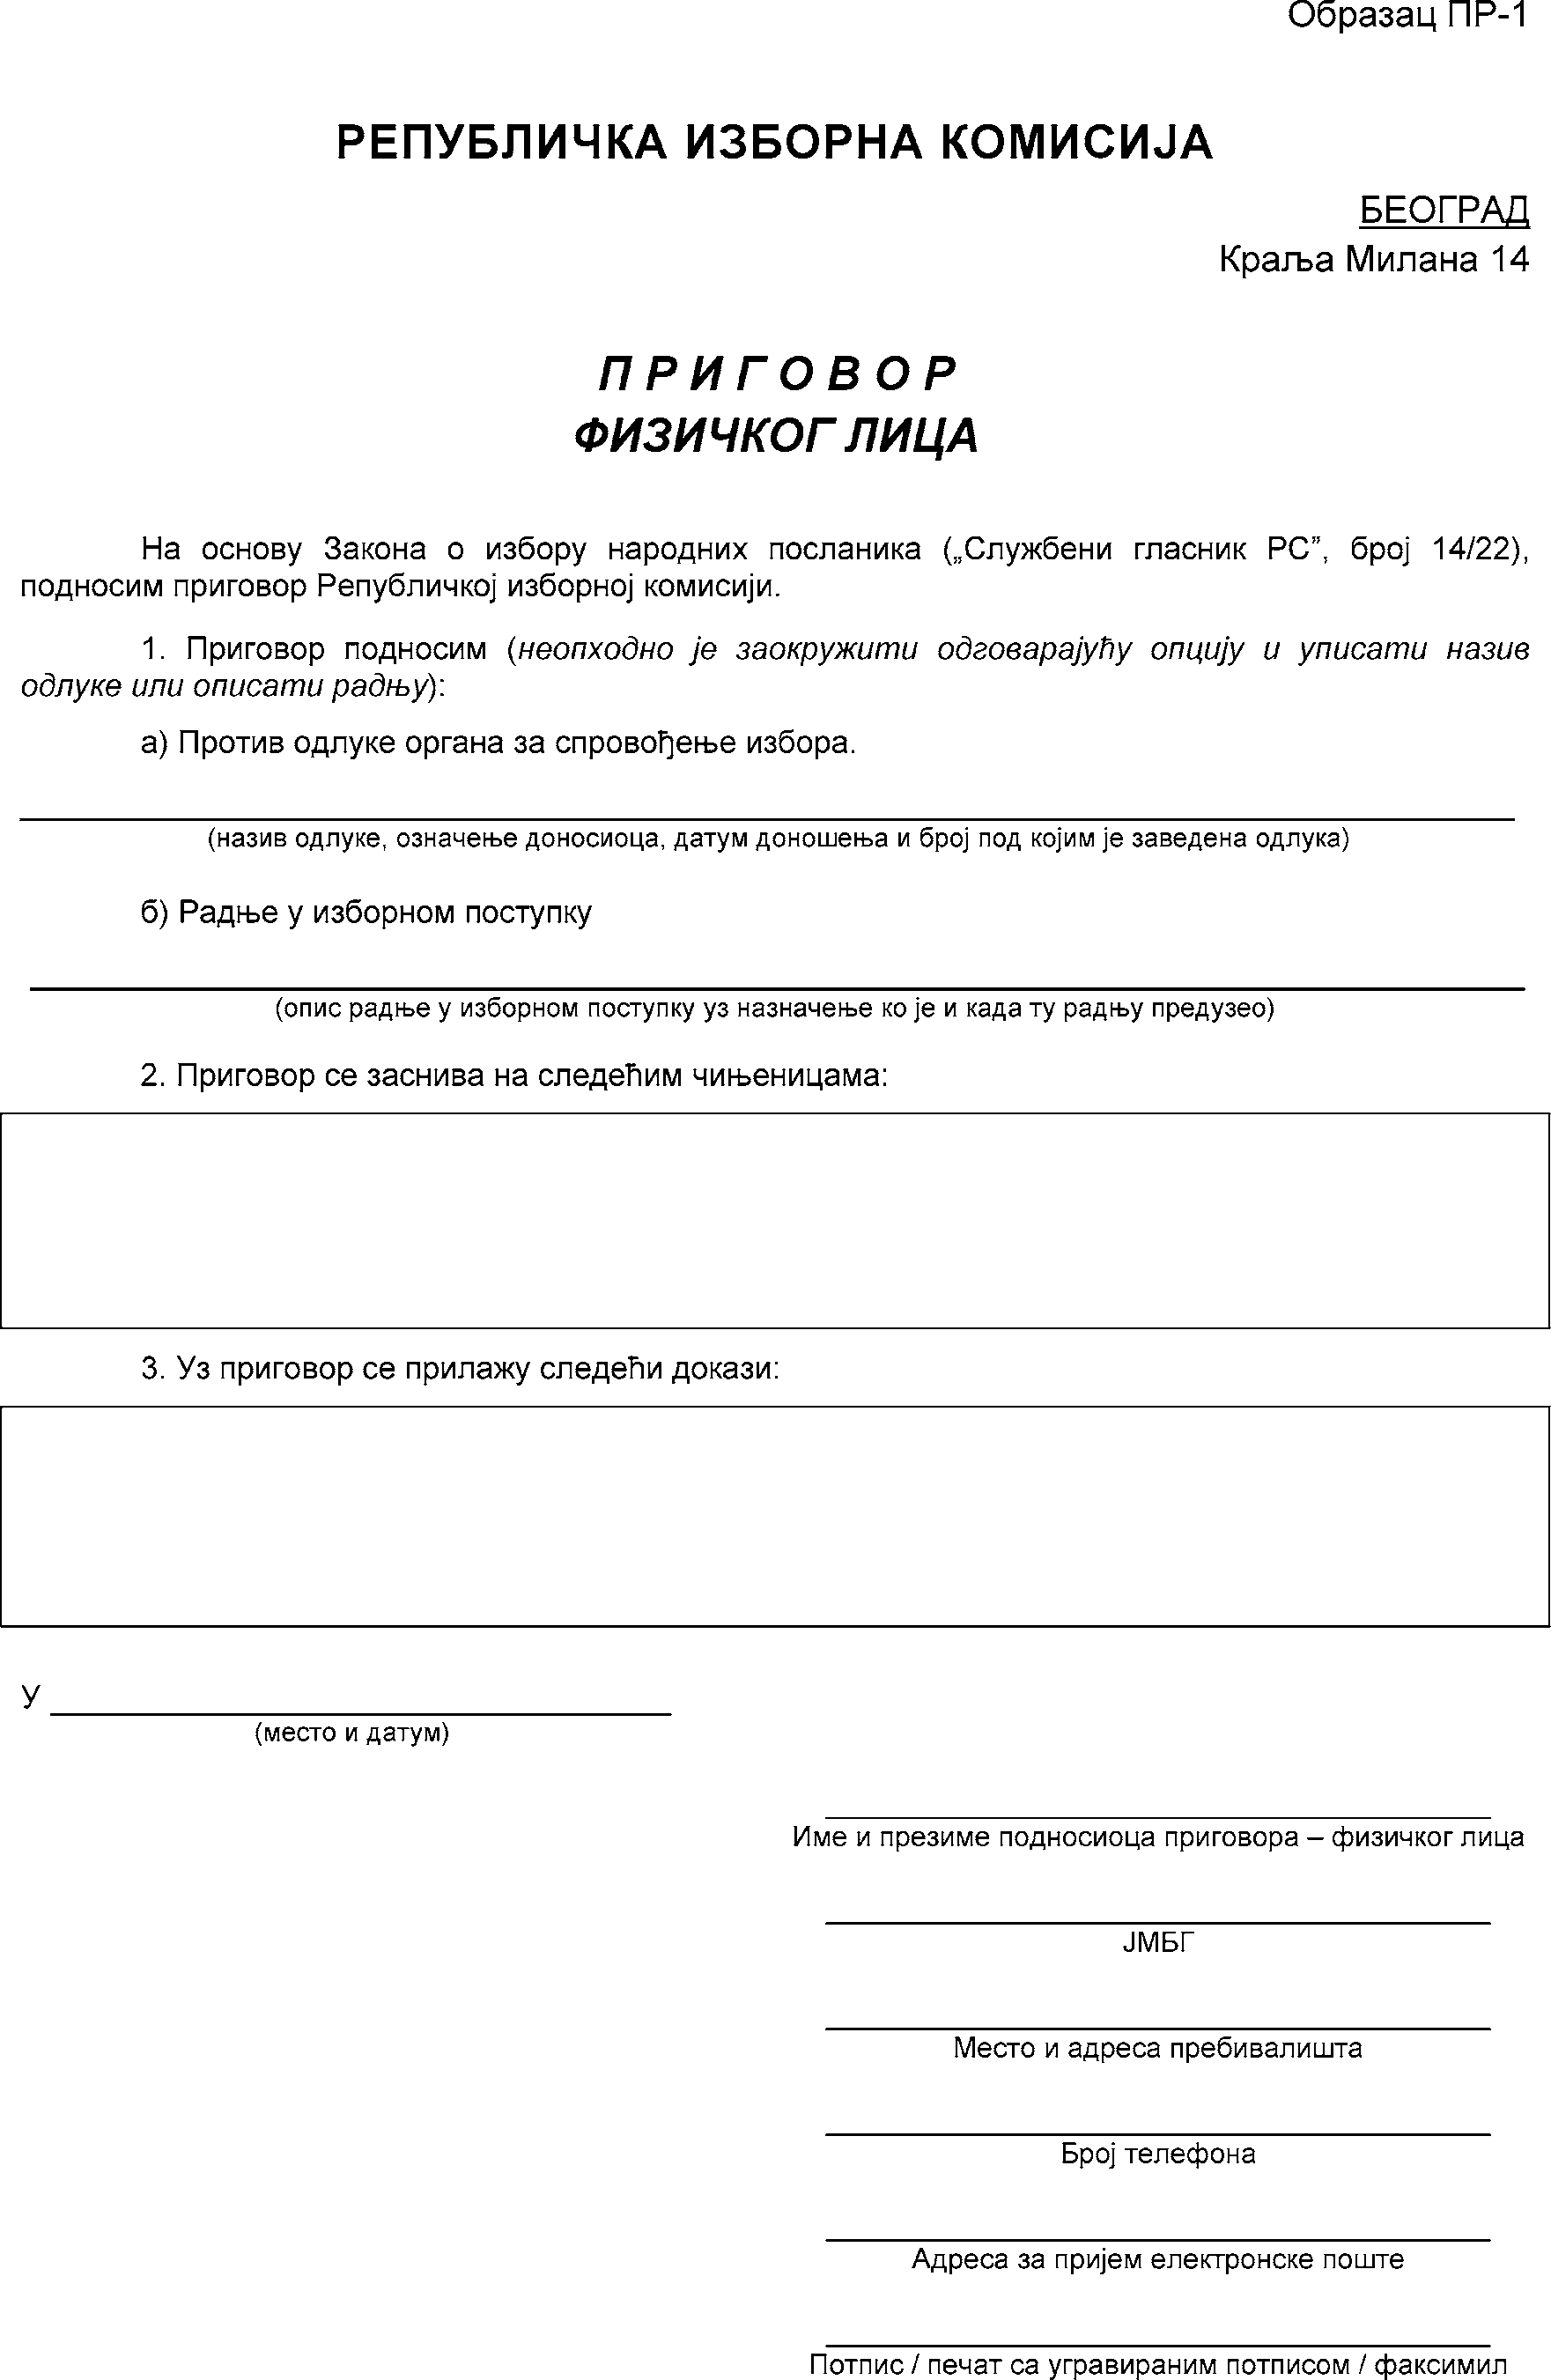 Образац ПР-1
РЕПУБЛИЧКА ИЗБОРНА КОМИСИЈА
БЕОГРАД
Краља Милана 14
П Р И Г О В О Р
ФИЗИЧКОГ ЛИЦА
На основу Закона о избору народних посланика („Службени гласник РС”, број 14/22),
подносим приговор Републичкој изборној комисији.
1. Приговор подносим (неопходно је заокружити одговарајућу опцију и уписати назив
одлуке или описати радњу):
а) Против одлуке органа за спровођење избора.
(назив одлуке, означење доносиоца, датум доношења и број под којим је заведена одлука)
б) Радње у изборном поступку
(опис радње у изборном поступку уз назначење ко је и када ту радњу предузео)
2. Приговор се заснива на следећим чињеницама:
3. Уз приговор се прилажу следећи докази:
У
(место и датум)
Име и презиме подносиоца приговора – физичког лица
ЈМБГ
Место и адреса пребивалишта
Број телефона
Адреса за пријем електронске поште
Потпис / печат са угравираним потписом / факсимил